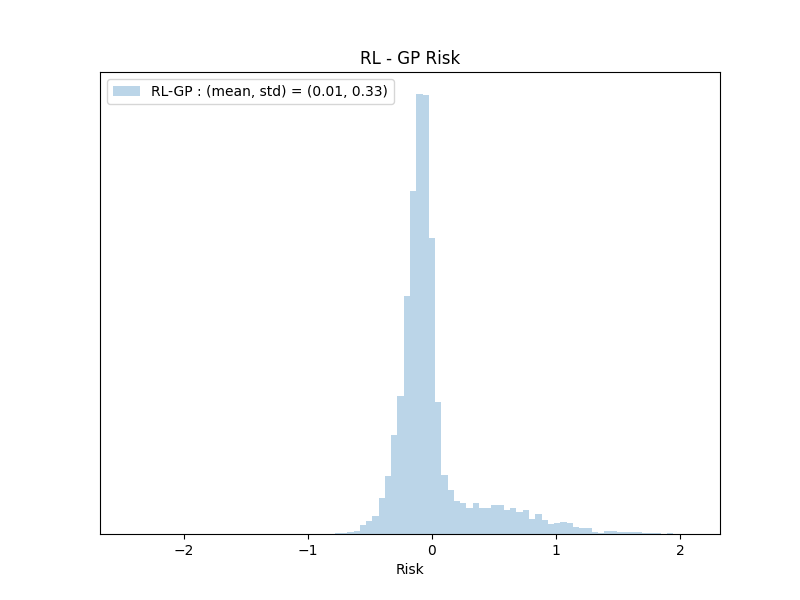 RL - GP Risk
RL-GP : (mean, std) = (0.01, 0.33)
−2 −1 0 1 2
Risk